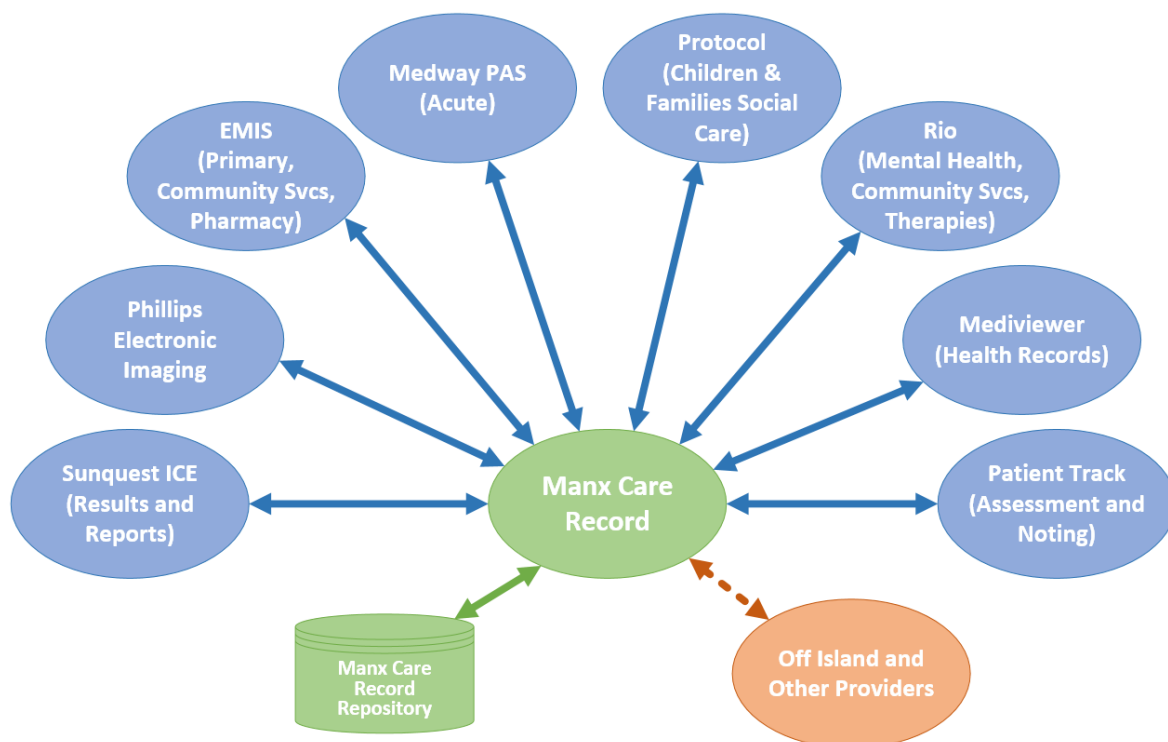 Protocol
(Children &
Families Social
Care)
Medway PAS
(Acute)
EMIS
(Primary,
Community Svcs,
Pharmacy)
Rio
(Mental Health,
Community Svcs,
Therapies)
Phillips
Electronic
Imaging
Mediviewer
(Health Records)
Sunquest ICE
(Results and
Reports)
Manx Care
Record
Patient Track
(Assessment and
Noting)
Manx Care
Record
Repository
Off Island and
Other Providers